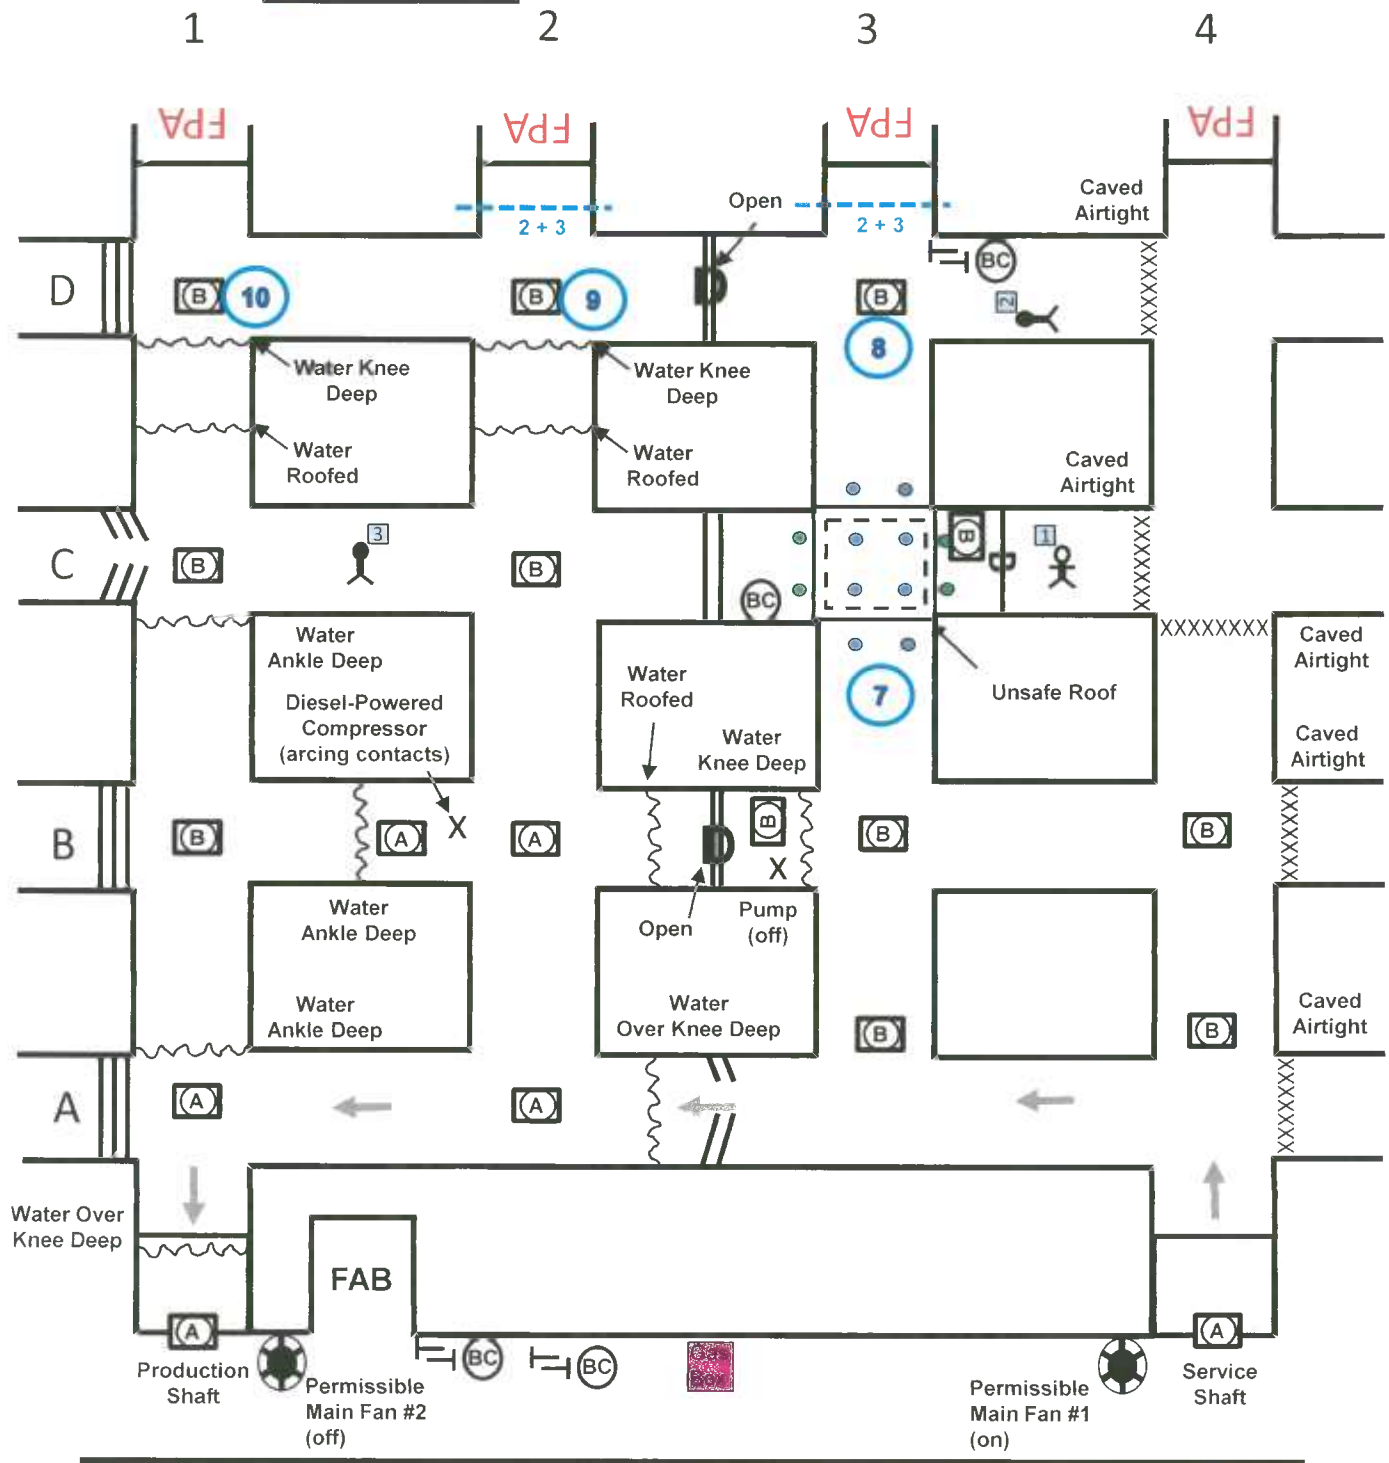 1
2
3
4
FPA
FPA
FPA
FPA
Open
Caved
Airtight
2 + 3
2 + 3
BC
D
B
10
B
9
D
B
8
2
Water Knee
Deep
Water Knee
Deep
Water
Roofed
Water
Roofed
Caved
Airtight
C
B
3
B
B
D
1
BC
XXXXXXXX
Water
Ankle Deep
Water
Roofed
Unsafe Roof
Caved
Airtight
Diesel-Powered
Compressor
(arcing contacts)
Water
Knee Deep
Caved
Airtight
B
B
A
X
A
D
B
X
B
B
Water
Ankle Deep
Open
Pump
(off)
Water
Ankle Deep
Water
Over Knee Deep
B
B
Caved
Airtight
A
A
A
Water Over
Knee Deep
FAB
A
Production
Shaft
Permissible
Main Fan #2
(off)
BC
BC
Gas
Box
Permissible
Main Fan #1
(on)
A
Service
Shaft